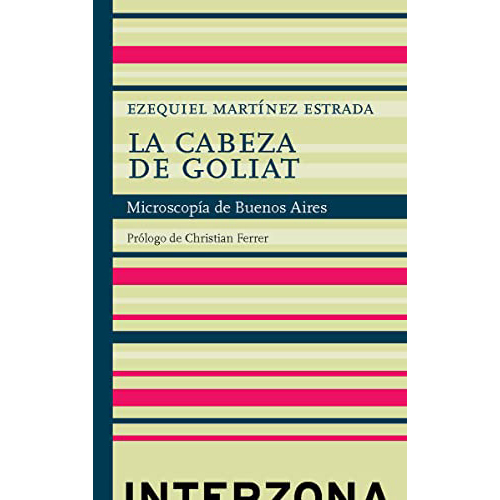 EZEQUIEL MARTÍNEZ ESTRADA
LA CABEZA
DE GOLIAT
Microscopía de Buenos Aires
Prólogo de Christian Ferrer
INTERZONA